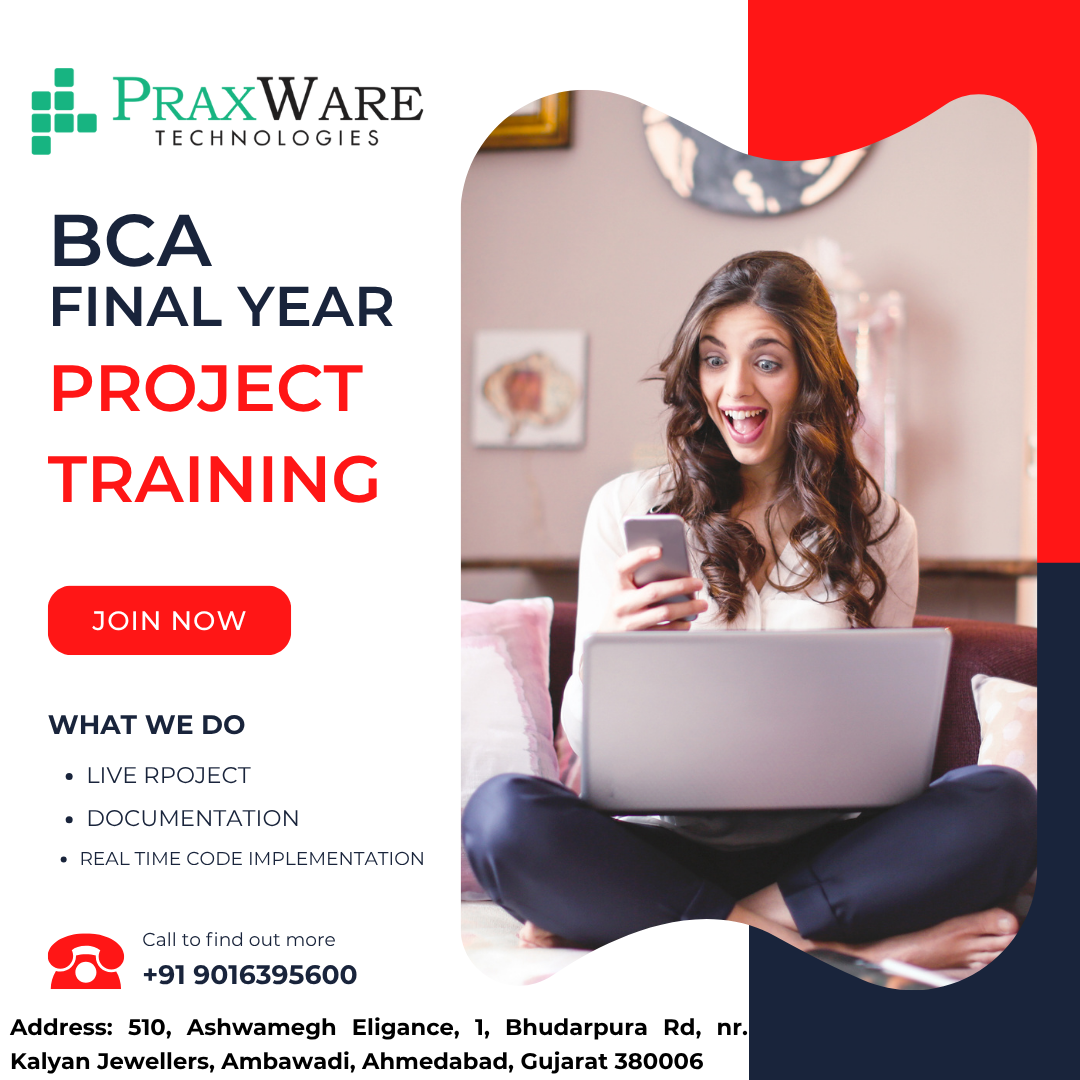 PRAXWARE
TECHNOLOGIES
BCA
FINAL YEAR
PROJECT
TRAINING
JOIN NOW
WHAT WE DO
• LIVE RPOJECT
• DOCUMENTATION
• REAL TIME CODE IMPLEMENTATION
Call to find out more
+91 9016395600
Address: 510, Ashwamegh Eligance, 1, Bhudarpura Rd, nr.
Kalyan Jewellers, Ambawadi, Ahmedabad, Gujarat 380006